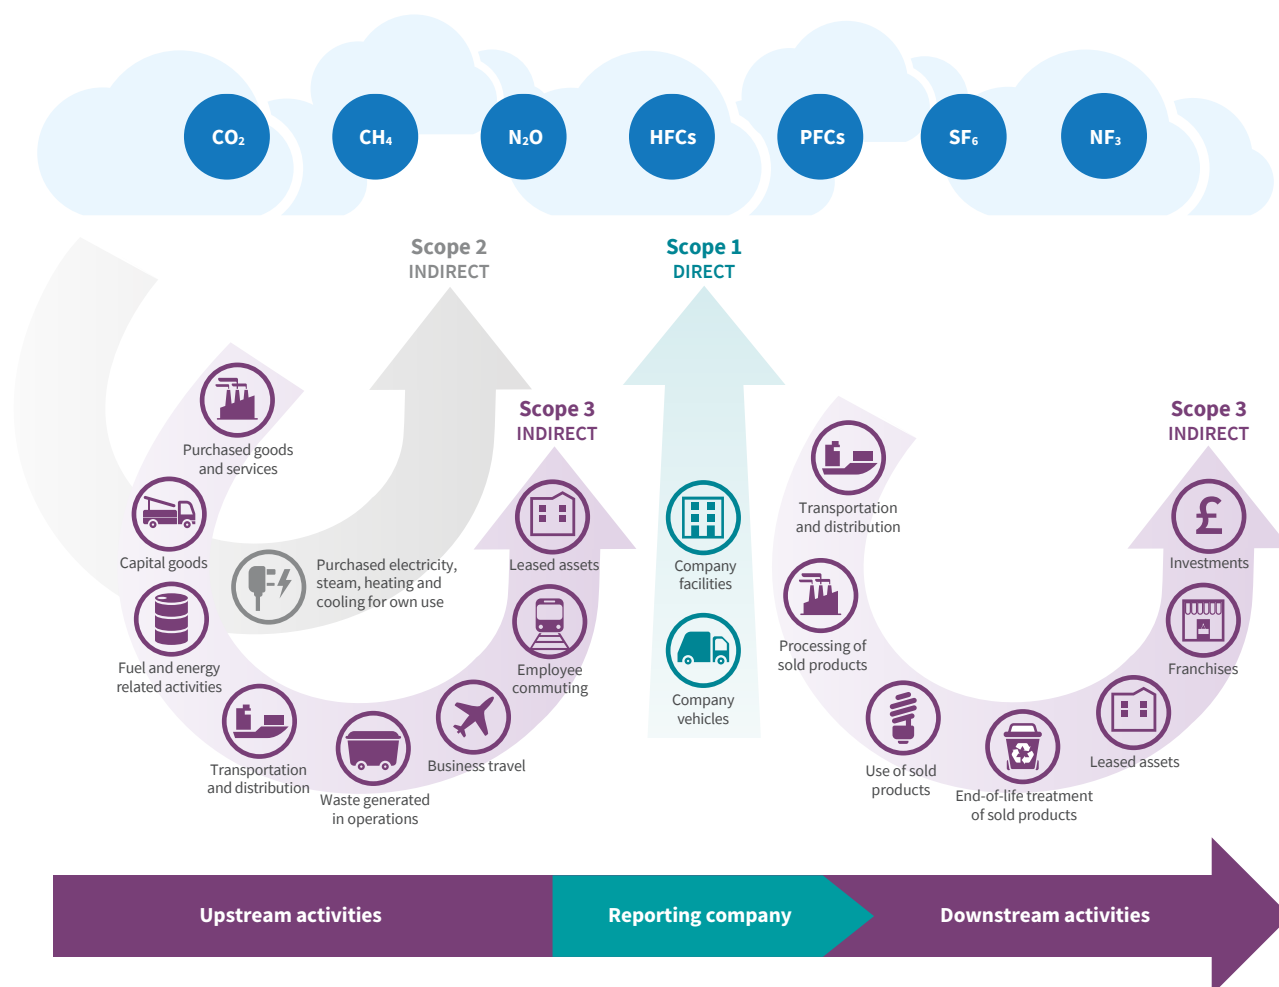 CO₂
CH₄
N₂O
HFCs
PFCs
SF₆
NF₃
Scope 2
INDIRECT
Scope 1
DIRECT
Scope 3
INDIRECT
Scope 3
INDIRECT
Purchased goods
and services
Capital goods
Fuel and energy
related activities
Transportation
and distribution
Waste generated
in operations
Business travel
Employee
commuting
Leased assets
Purchased electricity,
steam, heating and
cooling for own use
Company
facilities
Company
vehicles
Transportation
and distribution
Processing of
sold products
Use of sold
products
End-of-life treatment
of sold products
Leased assets
Franchises
£
Investments
Upstream activities
Reporting company
Downstream activities